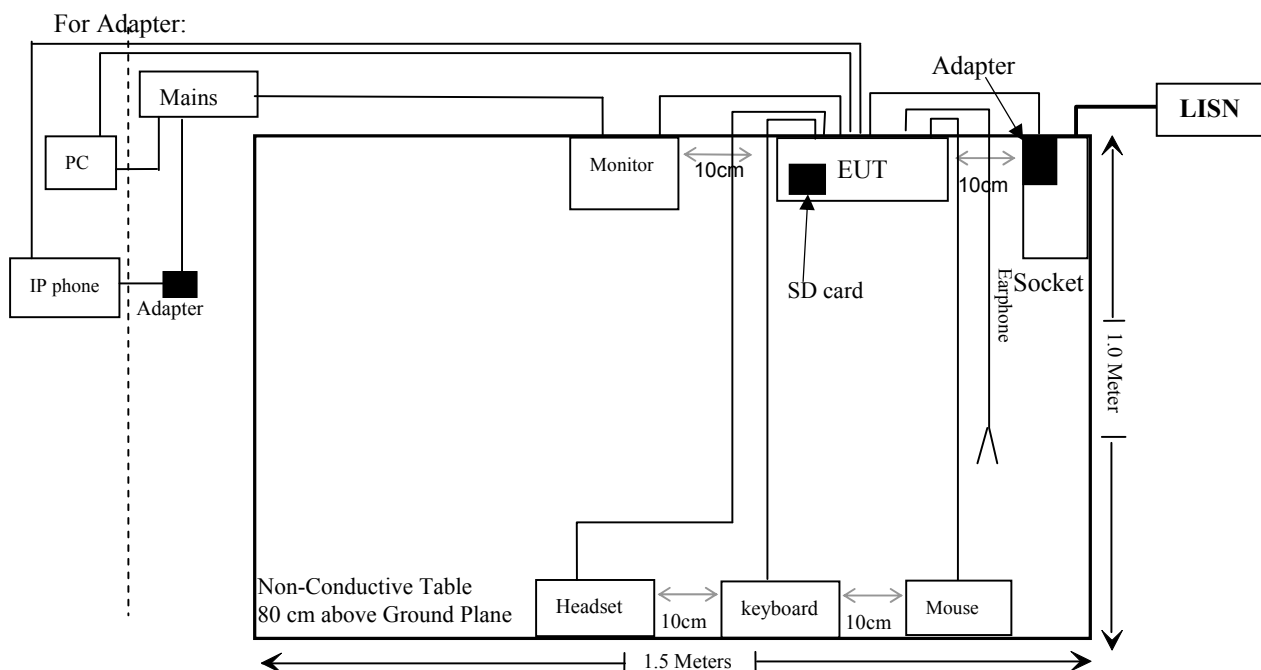 For Adapter:
Mains
Adapter
LISN
PC
Monitor
10cm
EUT
10cm
SD card
Socket
Earphone
IP phone
Adapter
1.0 Meter
Non-Conductive Table
80 cm above Ground Plane
Headset
10cm
keyboard
10cm
Mouse
1.5 Meters